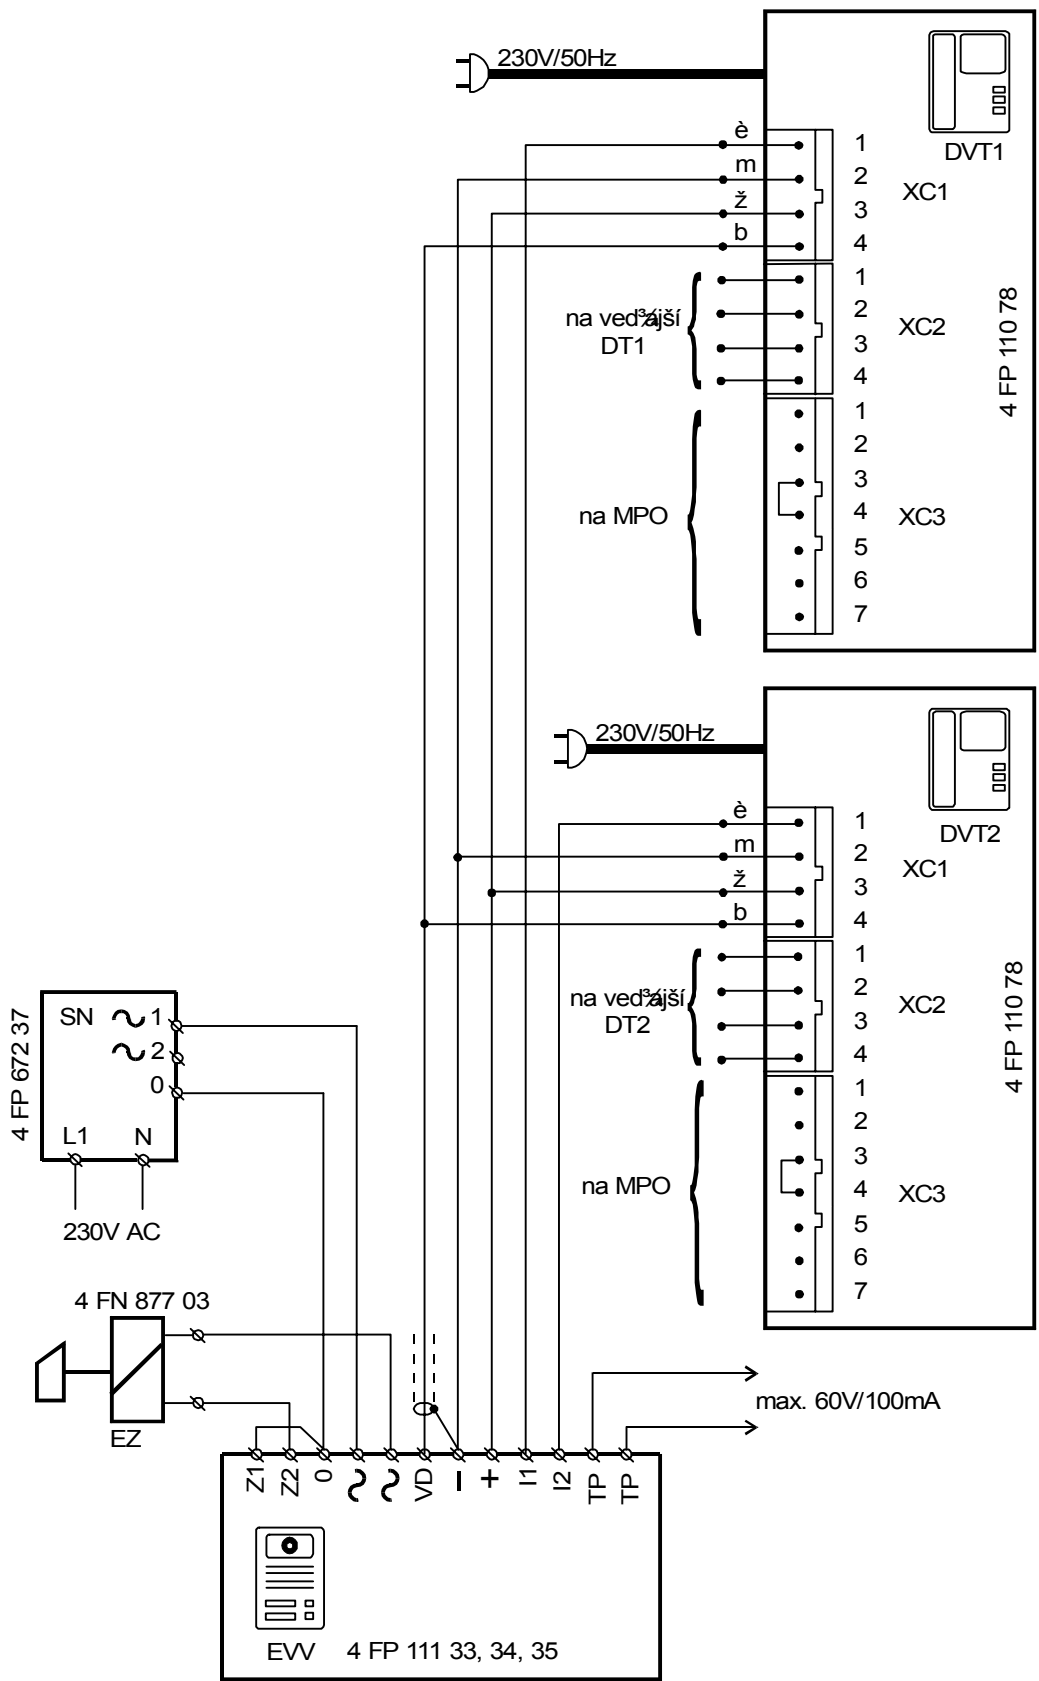 230V/50Hz
DVT1
è 1
m 2
ž 3
b 4
XC1
1
2
3
4
XC2
na veď¾ajší
DT1
4 FP 110 78
1
2
3
4
5
6
7
XC3
na MPO
230V/50Hz
DVT2
è 1
m 2
ž 3
b 4
XC1
1
2
3
4
XC2
DT2
4 FP 110 78
1
2
3
4
5
6
7
XC3
na MPO
4 FP 672 37
SN 1
2
0
L1 N
230V AC
4 FN 877 03
EZ
max. 60V/100mA
Z1 Z2 0 VD – + I1 I2 TP TP
EVV 4 FP 111 33, 34, 35